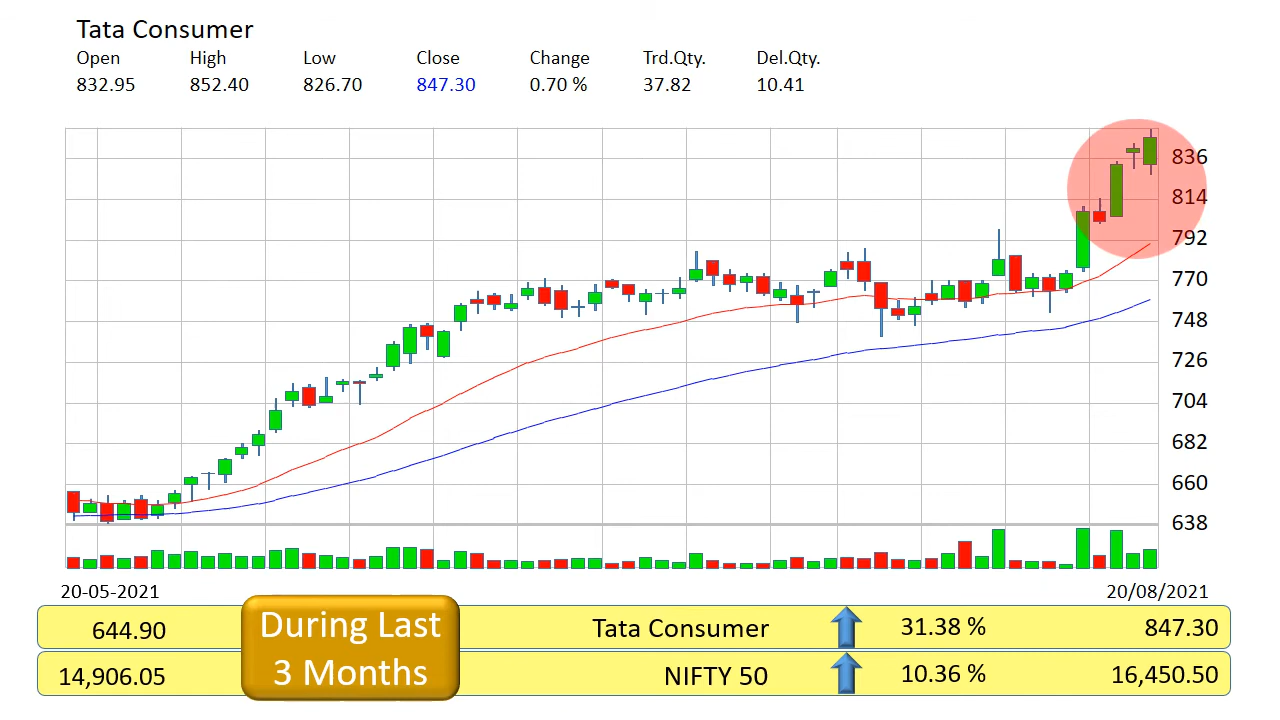 Tata Consumer
Open High Low Close Change Trd.Qty. Del.Qty.
832.95 852.40 826.70 847.30 0.70 % 37.82 10.41
836
814
792
770
748
726
704
682
660
638
20-05-2021 20/08/2021
644.90 Tata Consumer 31.38 % 847.30
During Last
3 Months
14,906.05 NIFTY 50 10.36 % 16,450.50